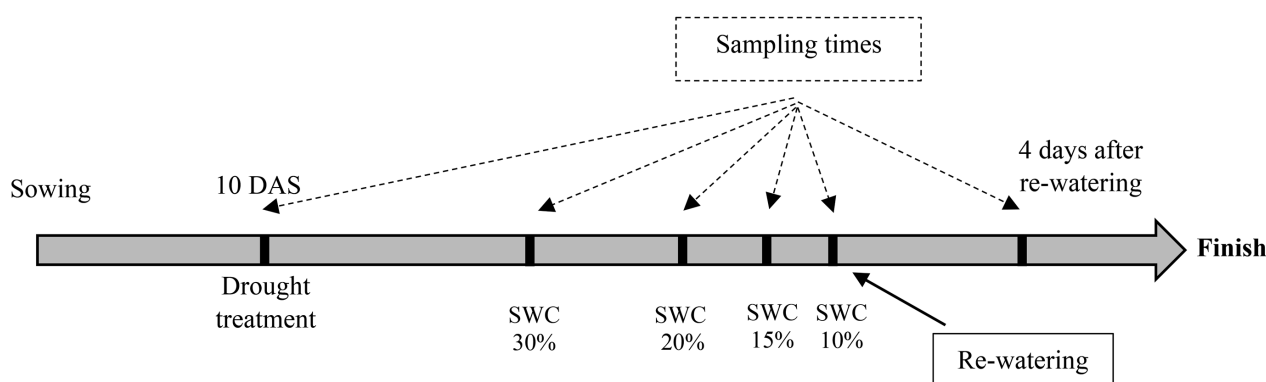 Sampling times
4 days after
re-watering
Sowing
10 DAS
Finish
Drought
treatment
SWC
30%
SWC
20%
SWC
15%
SWC
10%
Re-watering